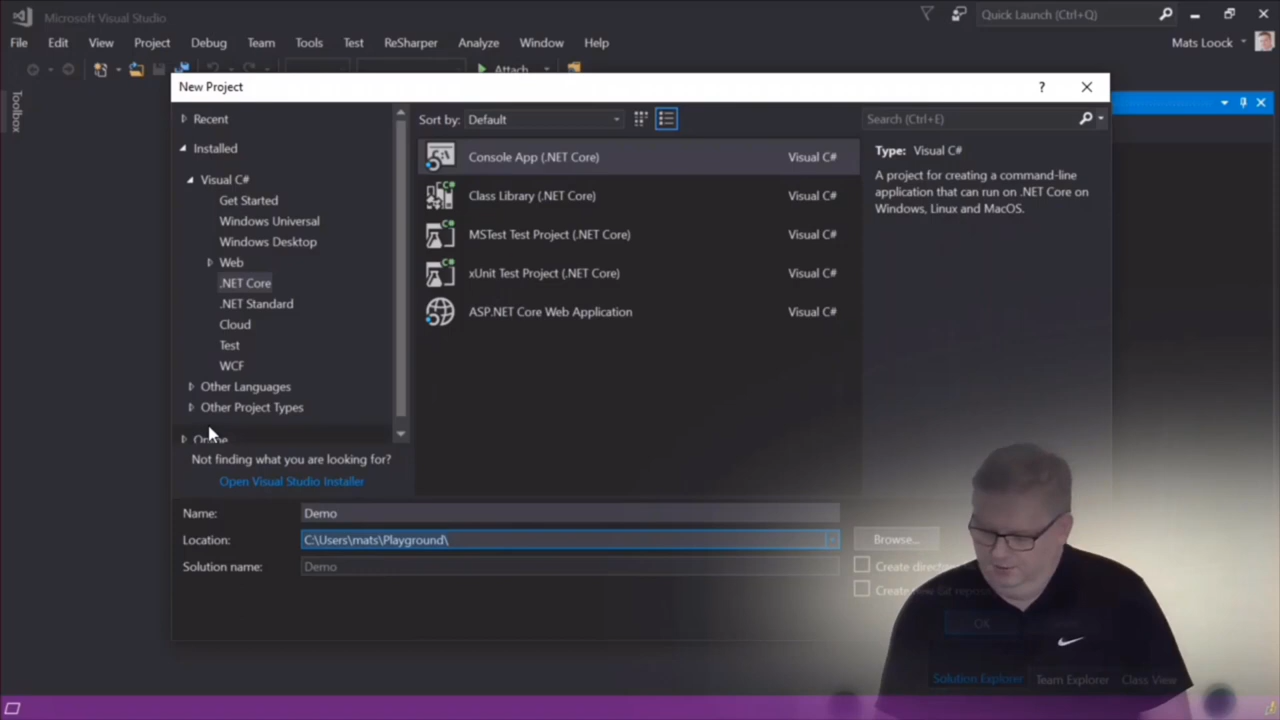 Microsoft Visual Studio
Quick Launch (Ctrl+Q)
File Edit View Project Debug Team Tools Test ReSharper Analyze Window Help
Mats Loock
Attach
Toolbox
New Project
?
Recent
Sort by: Default
Search (Ctrl+E)
Installed
Visual C#
Get Started
Windows Universal
Windows Desktop
Web
.NET Core
.NET Standard
Cloud
Test
WCF
Other Languages
Other Project Types
Online
Not finding what you are looking for?
Open Visual Studio Installer
Console App (.NET Core) Visual C#
Class Library (.NET Core) Visual C#
MSTest Test Project (.NET Core) Visual C#
xUnit Test Project (.NET Core) Visual C#
ASP.NET Core Web Application Visual C#
Type: Visual C#
A project for creating a command-line
application that can run on .NET Core on
Windows, Linux and MacOS.
Name: Demo
Location: C:\Users\mats\Playground\
Browse...
Solution name: Demo
Create
Create
OK
Solution Explorer Team Explorer Class View